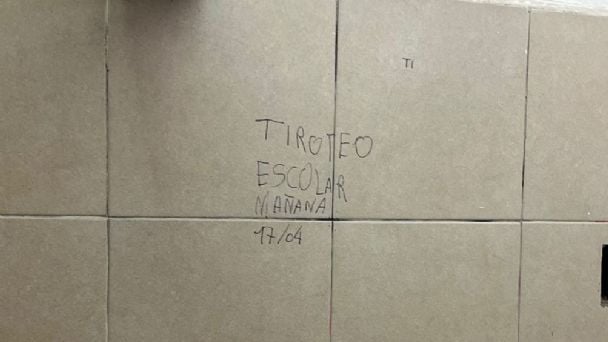 TI
TIROTEO
ESCOLAR
MAÑANA
17/04